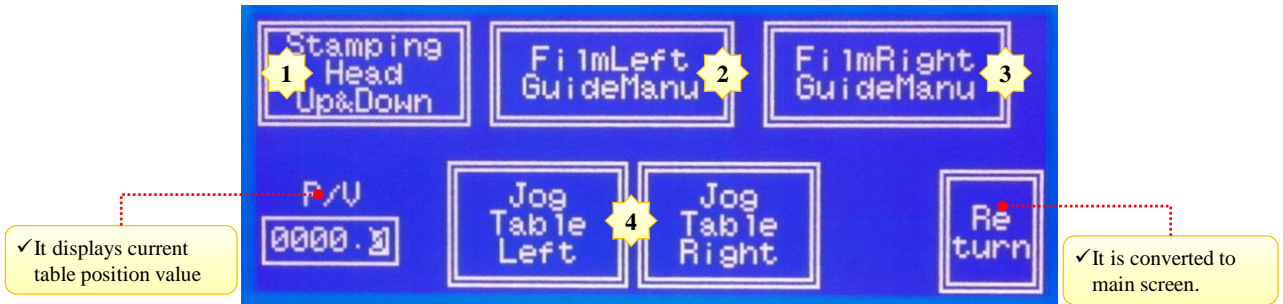 Stamping
Head
Up&Down
1
FilmLeft
GuideManu
2
FilmRight
GuideManu
3
P/V
0000.
Jog
Table
Left
4
Jog
Table
Right
Re
turn
✓It displays current
table position value
✓It is converted to
main screen.